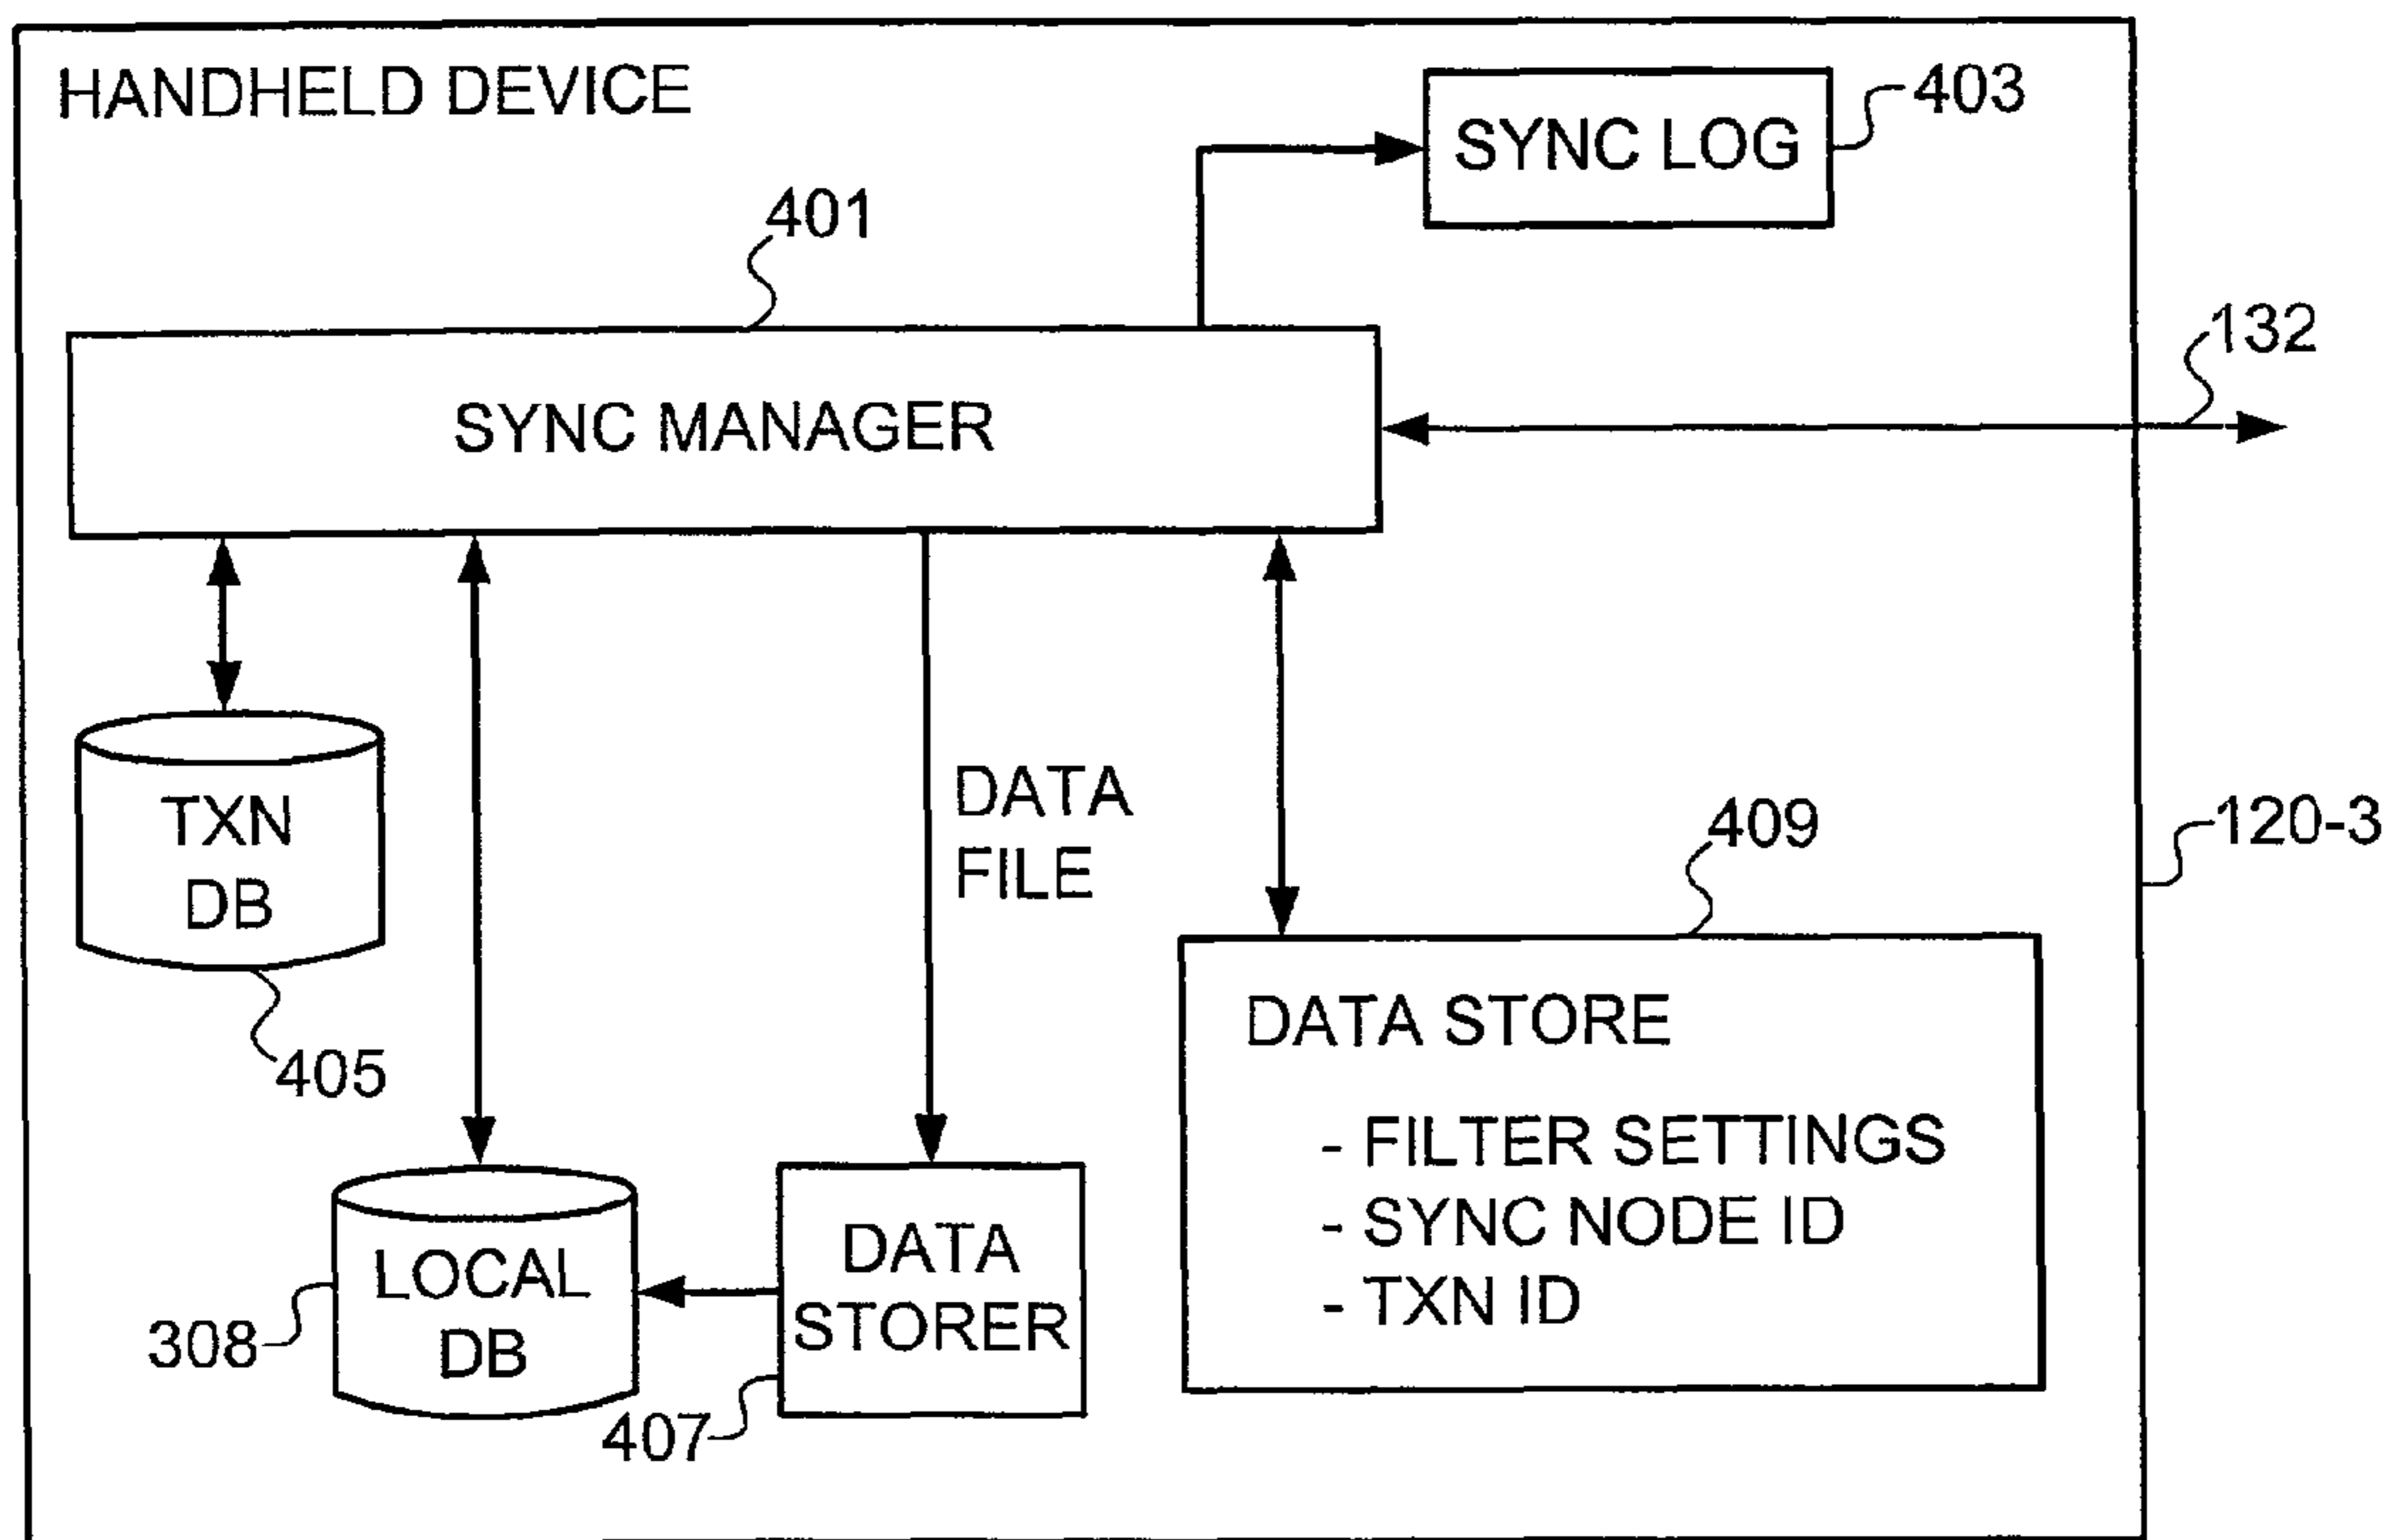 HANDHELD DEVICE
SYNC LOG
403
401
132
SYNC MANAGER
DATA
FILE
TXN
DB
405
409
120-3
DATA STORE
- FILTER SETTINGS
- SYNC NODE ID
- TXN ID
LOCAL
DB
308
DATA
STORER
407